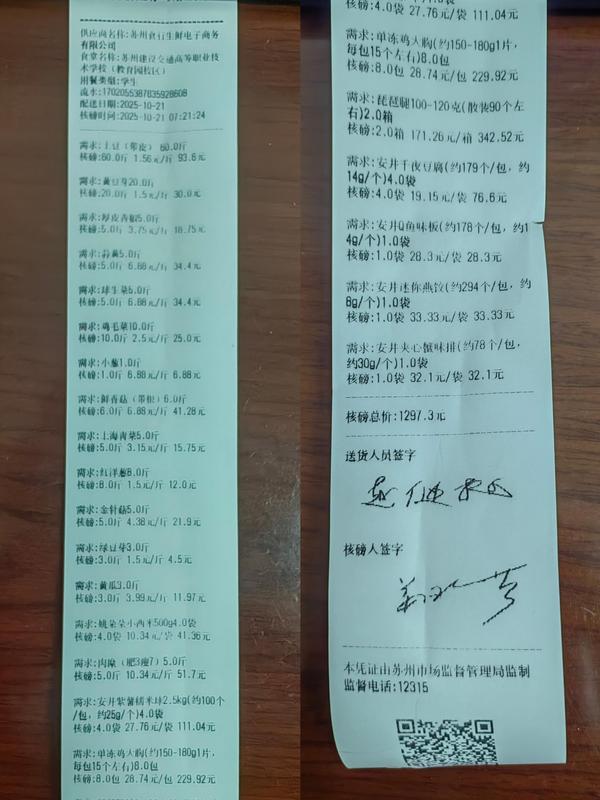 供应商名称:苏州食行生鲜电子商务
有限公司
食堂名称:苏州建设交通高等职业技
术学校（教育园校区）
用餐类型:学生
流水:1702055387835928608
配送日期:2025-10-21
核磅时间:2025-10-21 07:21:24
需求:土豆（带皮）60.0斤
核磅:60.0斤 1.56元/斤 93.6元
需求:黄豆芽20.0斤
核磅:20.0斤 1.5元/斤 30.0元
需求:厚皮青椒5.0斤
核磅:5.0斤 3.75元/斤 18.75元
需求:蒜黄5.0斤
核磅:5.0斤 6.88元/斤 34.4元
需求:球生菜5.0斤
核磅:5.0斤 6.88元/斤 34.4元
需求:鸡毛菜10.0斤
核磅:10.0斤 2.5元/斤 25.0元
需求:小葱1.0斤
核磅:1.0斤 6.88元/斤 6.88元
需求:鲜香菇（带根）6.0斤
核磅:6.0斤 6.88元/斤 41.28元
需求:上海青菜5.0斤
核磅:5.0斤 3.15元/斤 15.75元
需求:红洋葱8.0斤
核磅:8.0斤 1.5元/斤 12.0元
需求:金针菇5.0斤
核磅:5.0斤 4.38元/斤 21.9元
需求:绿豆芽3.0斤
核磅:3.0斤 1.5元/斤 4.5元
需求:黄瓜3.0斤
核磅:3.0斤 3.99元/斤 11.97元
需求:姚朵朵小西米500g4.0袋
核磅:4.0袋 10.34元/袋 41.36元
需求:肉糜（肥3瘦7）5.0斤
核磅:5.0斤 10.34元/斤 51.7元
需求:安井紫薯糯米球2.5kg(约100个
/包，约25g/个)4.0袋
核磅:4.0袋 27.76元/袋 111.04元
需求:单冻鸡大胸(约150-180g1片，
每包15个左右)8.0包
核磅:8.0包 28.74元/包 229.92元
核磅:4.0袋 27.76元/袋 111.04元
需求:单冻鸡大胸(约150-180g1片，
每包15个左右)8.0包
核磅:8.0包 28.74元/包 229.92元
需求:琵琶腿100-120克(散装90个左
右)2.0箱
核磅:2.0箱 171.26元/箱 342.52元
需求:安井千夜豆腐(约179个/包，约
14g/个)4.0袋
核磅:4.0袋 19.15元/袋 76.6元
需求:安井Q鱼味板(约178个/包，约1
4g/个)1.0袋
核磅:1.0袋 28.3元/袋 28.3元
需求:安井迷你燕饺(约294个/包，约
8g/个)1.0袋
核磅:1.0袋 33.33元/袋 33.33元
需求:安井夹心蟹味排(约78个/包，
约30g/个)1.0袋
核磅:1.0袋 32.1元/袋 32.1元
核磅总价:1297.3元
送货人员签字
核磅人签字
本凭证由苏州市场监督管理局监制
监督电话:12315